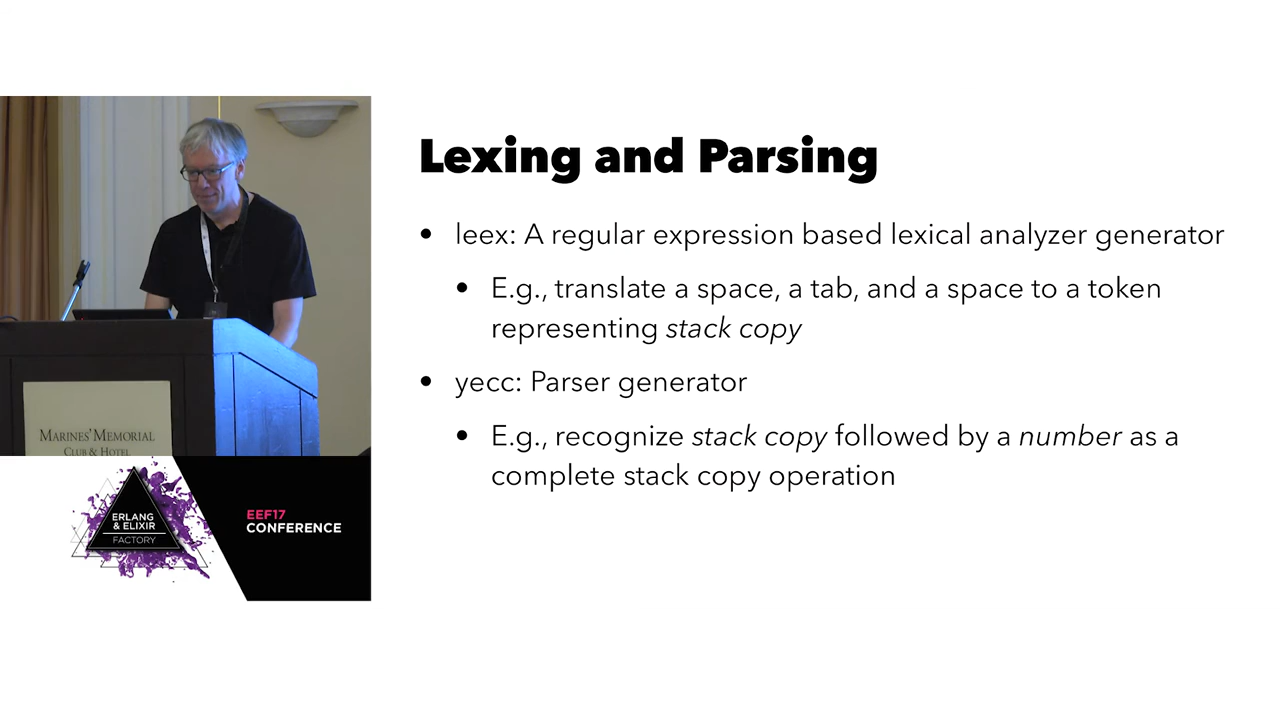 Lexing and Parsing
• leex: A regular expression based lexical analyzer generator
• E.g., translate a space, a tab, and a space to a token
representing stack copy
• yecc: Parser generator
• E.g., recognize stack copy followed by a number as a
complete stack copy operation
MARINES' MEMORIAL
CLUB & HOTEL
ERLANG
& ELIXIR
FACTORY
EEF17
CONFERENCE